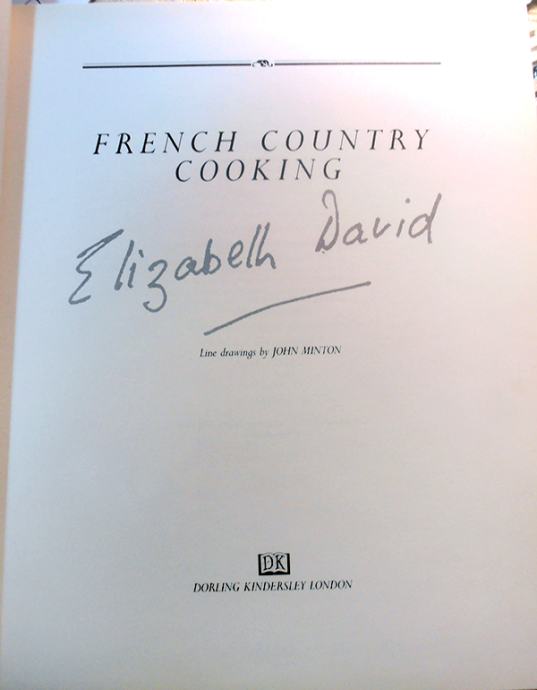 FRENCH COUNTRY
COOKING
Elizabeth David
Line drawings by JOHN MINTON
DK
DORLING KINDERSLEY LONDON